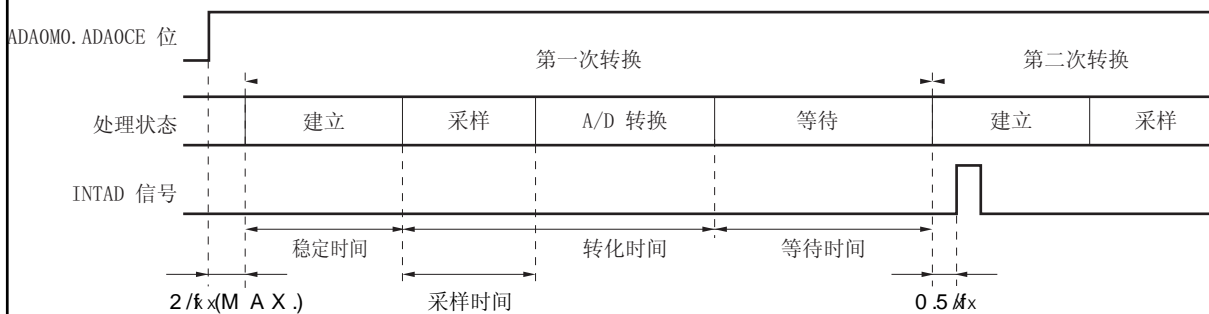 ADA0M0.ADA0CE 位
第一次转换
第二次转换
处理状态
建立
采样
A/D 转换
等待
建立
采样
INTAD 信号
稳定时间
转化时间
等待时间
2/fxx(MAX.)
采样时间
0.5/fxx